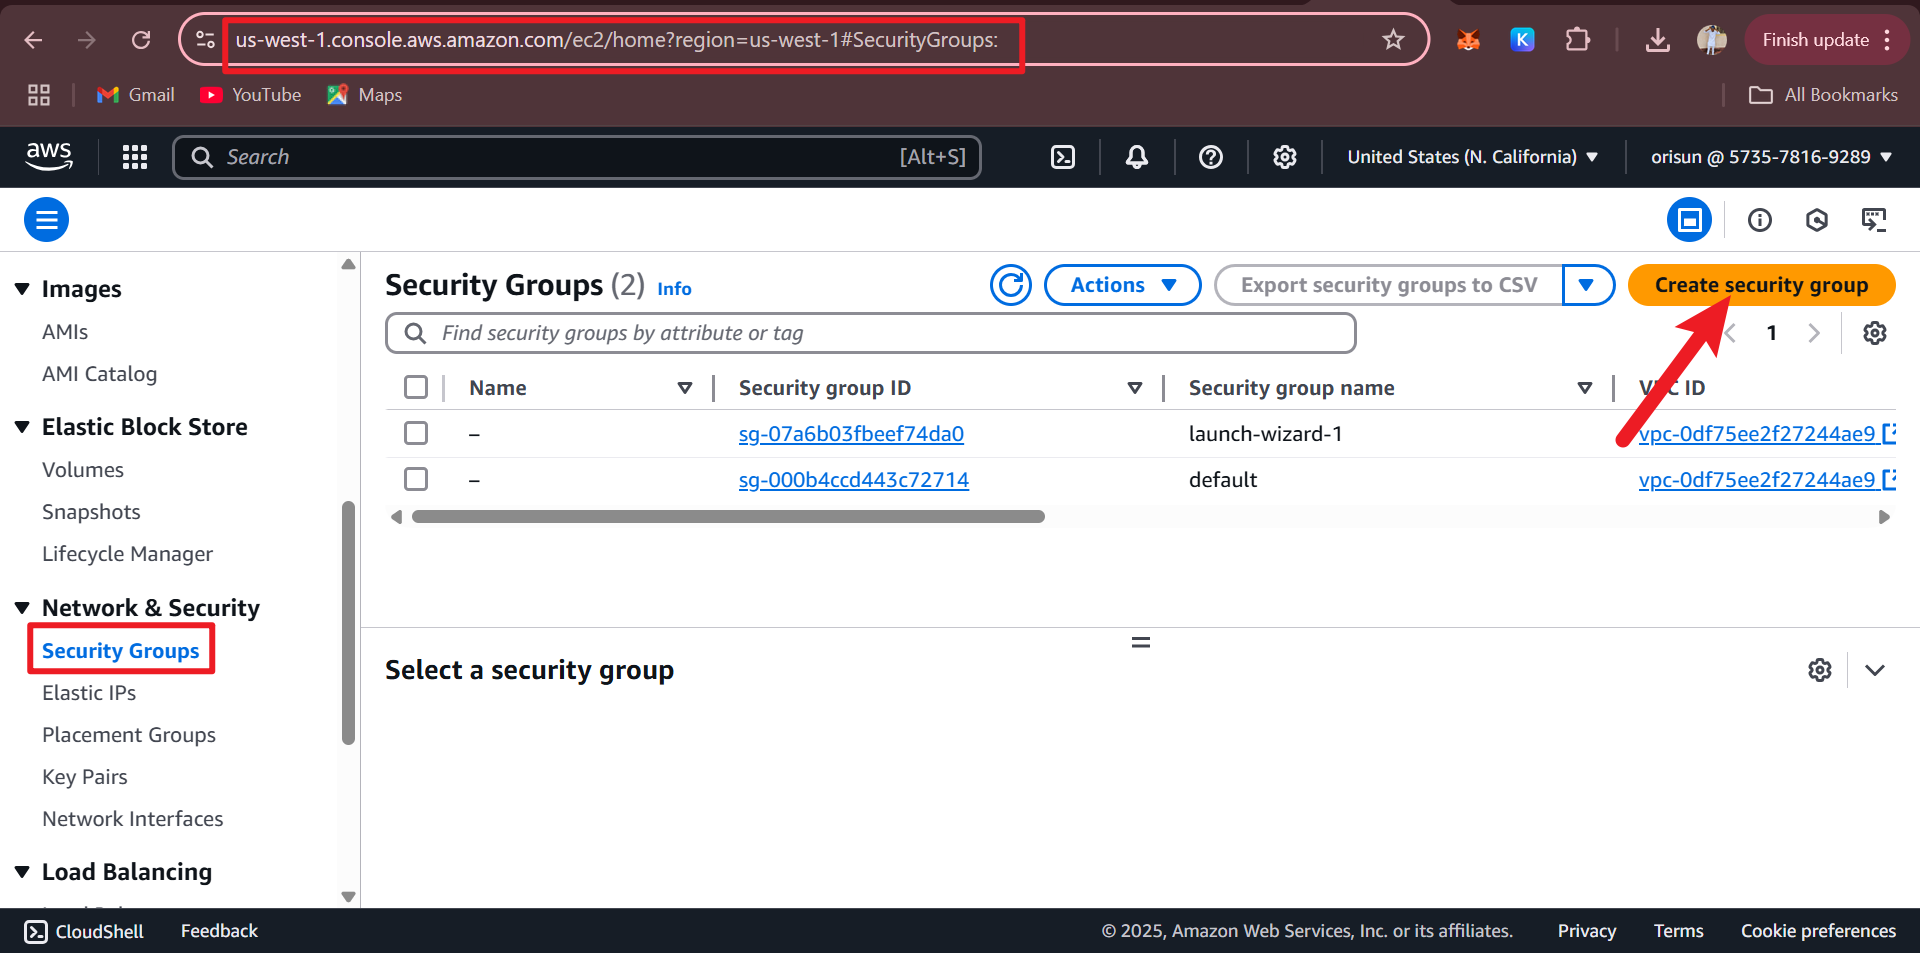 us-west-1.console.aws.amazon.com/ec2/home?region=us-west-1#SecurityGroups:
K
Finish update
Gmail
YouTube
Maps
All Bookmarks
aws
Search
[Alt+S]
United States (N. California)
orisun @ 5735-7816-9289
Images
AMIs
AMI Catalog
Elastic Block Store
Volumes
Snapshots
Lifecycle Manager
Network & Security
Security Groups
Elastic IPs
Placement Groups
Key Pairs
Network Interfaces
Load Balancing
Security Groups (2) Info
Actions
Export security groups to CSV
Create security group
Find security groups by attribute or tag
1
Name
Security group ID
Security group name
VPC ID
–
sg-07a6b03fbeef74da0
launch-wizard-1
vpc-0df75ee2f27244ae9
–
sg-000b4ccd443c72714
default
vpc-0df75ee2f27244ae9
Select a security group
CloudShell
Feedback
© 2025, Amazon Web Services, Inc. or its affiliates.
Privacy
Terms
Cookie preferences